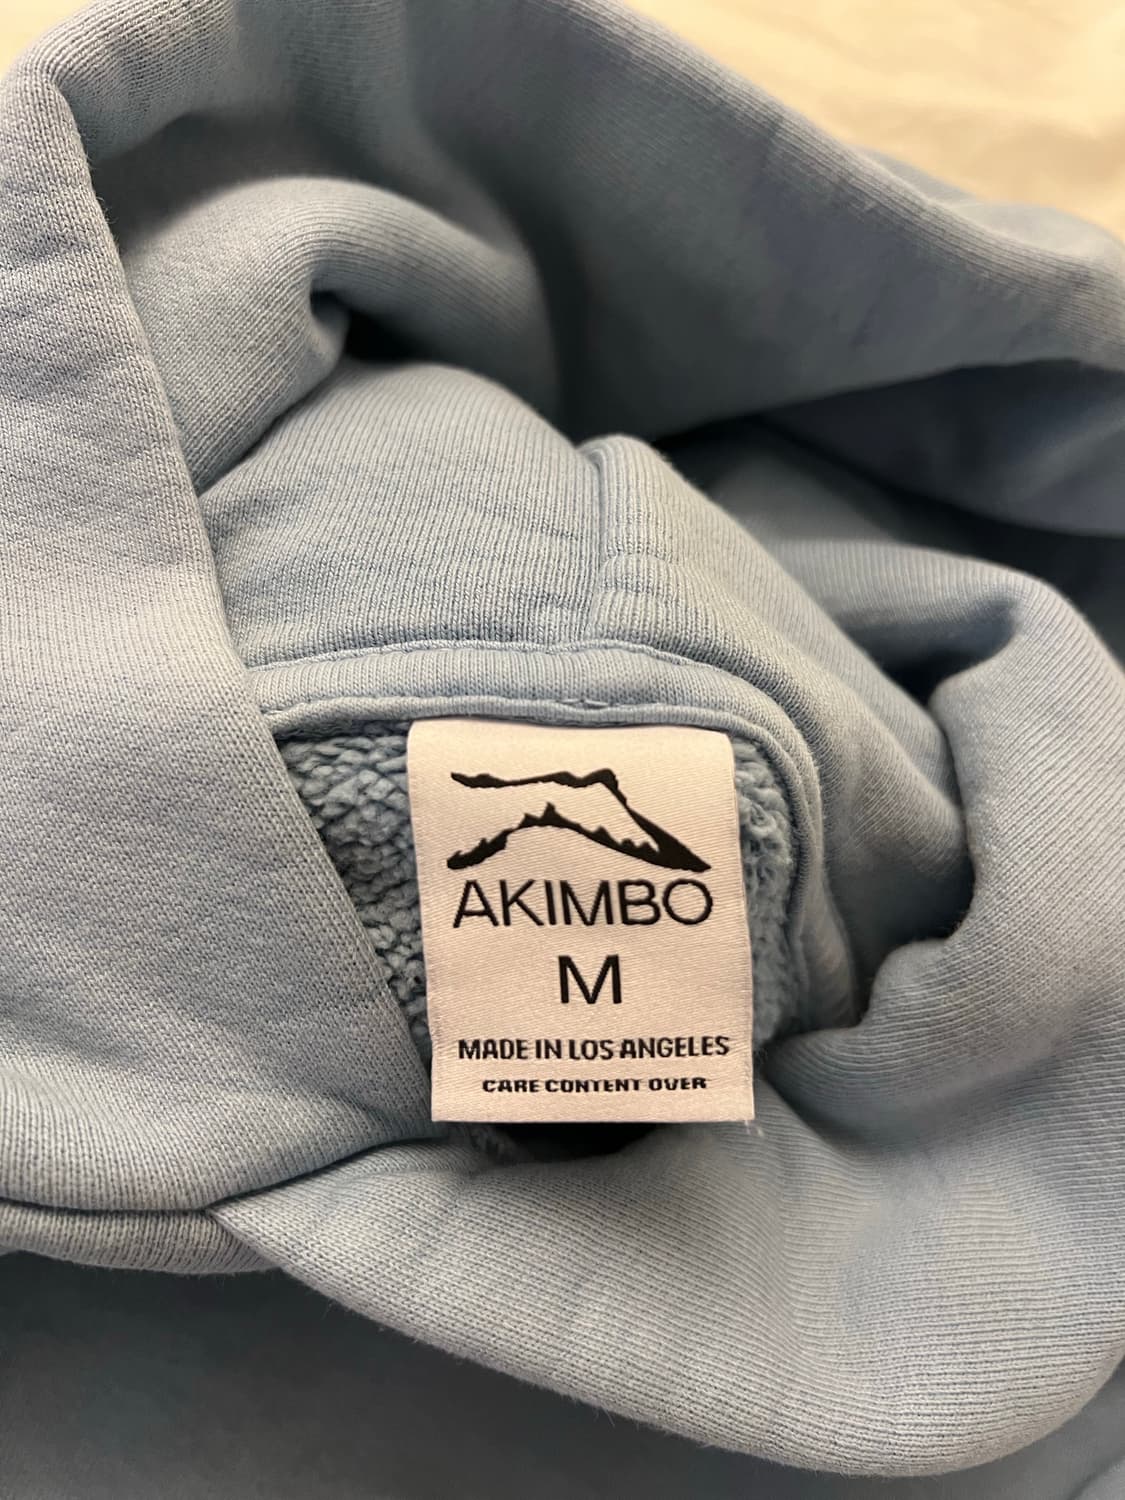 AKIMBO
M
MADE IN LOS ANGELES
CARE CONTENT OVER